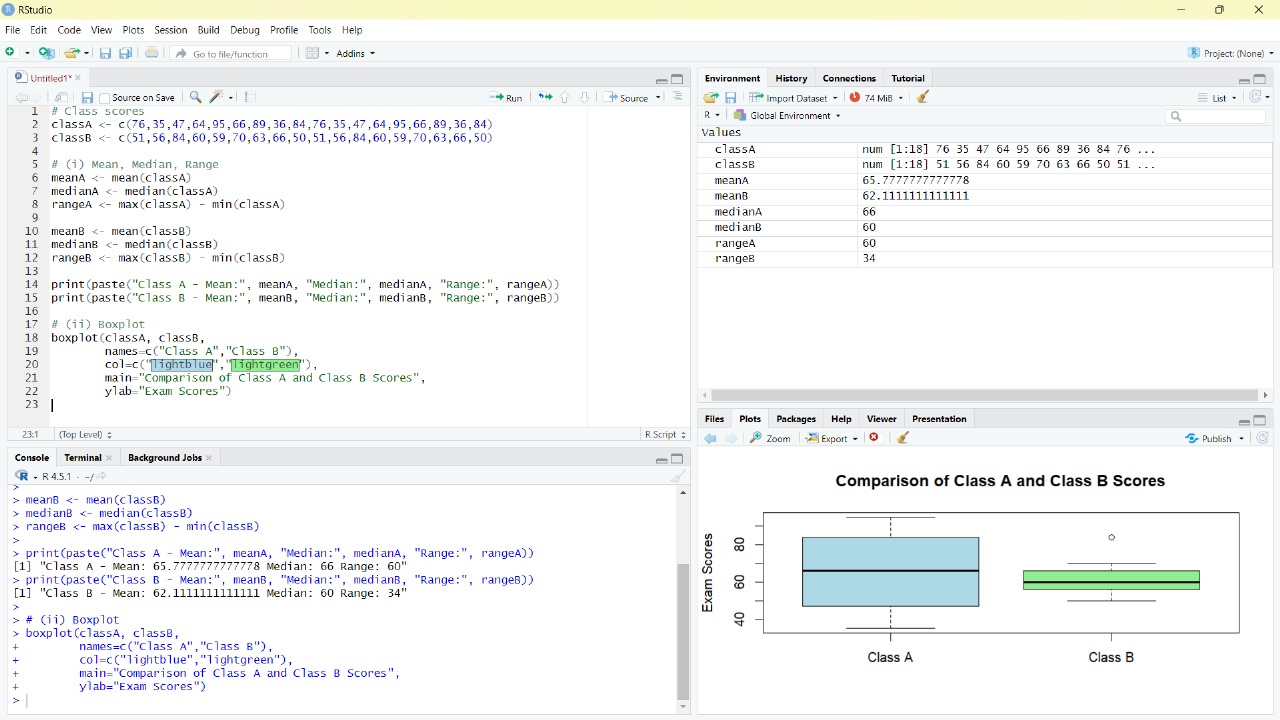 RStudio
File Edit Code View Plots Session Build Debug Profile Tools Help
Go to file/function Addins Project: (None)
Untitled1*
Source on Save Run Source
1 # Class scores
2 classA <- c(76,35,47,64,95,66,89,36,84,76,35,47,64,95,66,89,36,84)
3 classB <- c(51,56,84,60,59,70,63,66,50,51,56,84,60,59,70,63,66,50)
4
5 # (i) Mean, Median, Range
6 meanA <- mean(classA)
7 medianA <- median(classA)
8 rangeA <- max(classA) - min(classA)
9
10 meanB <- mean(classB)
11 medianB <- median(classB)
12 rangeB <- max(classB) - min(classB)
13
14 print(paste("Class A - Mean:", meanA, "Median:", medianA, "Range:", rangeA))
15 print(paste("Class B - Mean:", meanB, "Median:", medianB, "Range:", rangeB))
16
17 # (ii) Boxplot
18 boxplot(classA, classB,
19 names=c("Class A","Class B"),
20 col=c("lightblue","lightgreen"),
21 main="Comparison of Class A and Class B Scores",
22 ylab="Exam Scores")
23
23:1 (Top Level) R Script
Console Terminal Background Jobs
R 4.5.1 · ~/
>
> meanB <- mean(classB)
> medianB <- median(classB)
> rangeB <- max(classB) - min(classB)
>
> print(paste("Class A - Mean:", meanA, "Median:", medianA, "Range:", rangeA))
[1] "Class A - Mean: 65.7777777777778 Median: 66 Range: 60"
> print(paste("Class B - Mean:", meanB, "Median:", medianB, "Range:", rangeB))
[1] "Class B - Mean: 62.1111111111111 Median: 60 Range: 34"
>
> # (ii) Boxplot
> boxplot(classA, classB,
+ names=c("Class A","Class B"),
+ col=c("lightblue","lightgreen"),
+ main="Comparison of Class A and Class B Scores",
+ ylab="Exam Scores")
>
Environment History Connections Tutorial
Import Dataset 74 MiB List
R Global Environment
Values
classA num [1:18] 76 35 47 64 95 66 89 36 84 76 ...
classB num [1:18] 51 56 84 60 59 70 63 66 50 51 ...
meanA 65.7777777777778
meanB 62.1111111111111
medianA 66
medianB 60
rangeA 60
rangeB 34
Files Plots Packages Help Viewer Presentation
Zoom Export Publish
Comparison of Class A and Class B Scores
Exam Scores
80
60
40
Class A Class B